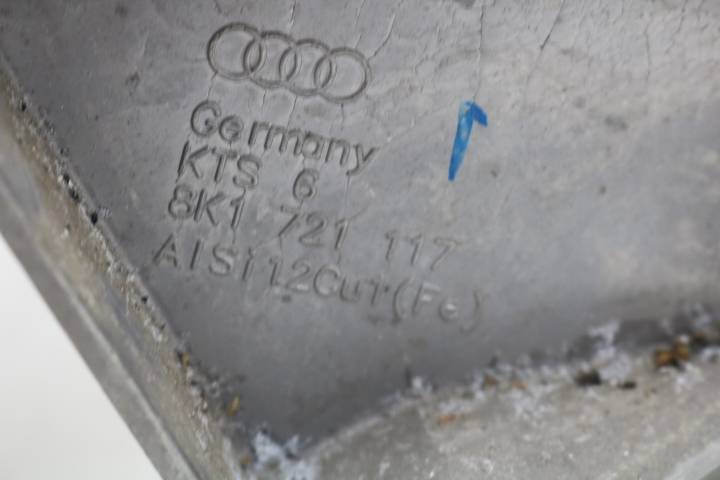 Germany
KTS 6
8K1 721 117
AlSi12Cu1(Fe)